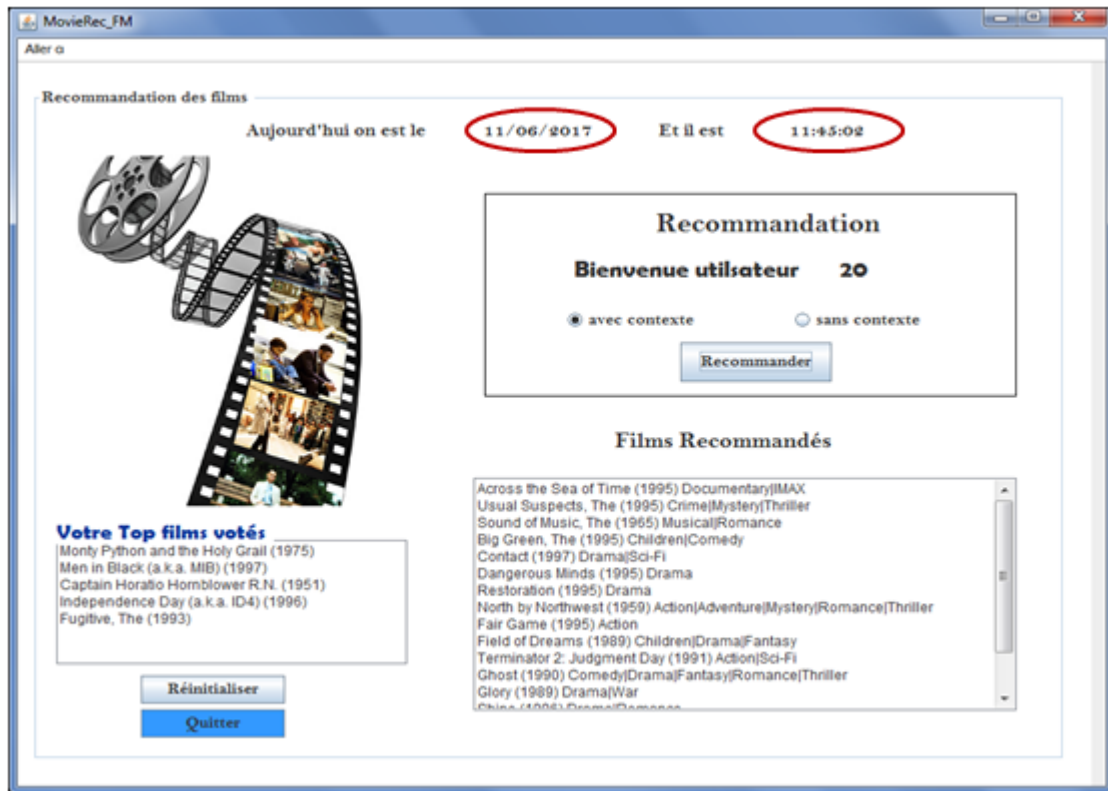 MovieRec_FM
Aller a
Recommandation des films
Aujourd'hui on est le 11/06/2017 Et il est 11:45:02
Recommandation
Bienvenue utilsateur 20
avec contexte sans contexte
Recommander
Films Recommandés
Across the Sea of Time (1995) Documentary|IMAX
Usual Suspects, The (1995) Crime|Mystery|Thriller
Sound of Music, The (1965) Musical|Romance
Big Green, The (1995) Children|Comedy
Contact (1997) Drama|Sci-Fi
Dangerous Minds (1995) Drama
Restoration (1995) Drama
North by Northwest (1959) Action|Adventure|Mystery|Romance|Thriller
Fair Game (1995) Action
Field of Dreams (1989) Children|Drama|Fantasy
Terminator 2: Judgment Day (1991) Action|Sci-Fi
Ghost (1990) Comedy|Drama|Fantasy|Romance|Thriller
Glory (1989) Drama|War
Shine (1996) Drama|Romance
Votre Top films votés
Monty Python and the Holy Grail (1975)
Men in Black (a.k.a. MIB) (1997)
Captain Horatio Hornblower R.N. (1951)
Independence Day (a.k.a. ID4) (1996)
Fugitive, The (1993)
Réinitialiser
Quitter